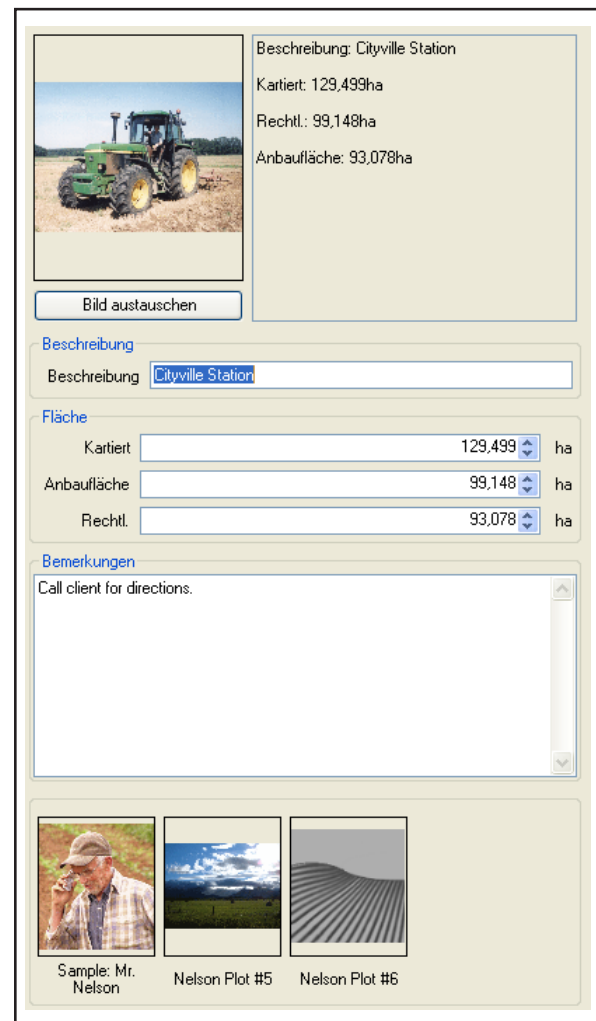 Beschreibung: Cityville Station
Kartiert: 129,499ha
Rechtl.: 99,148ha
Anbaufläche: 93,078ha
Bild austauschen
Beschreibung
Beschreibung Cityville Station
Fläche
Kartiert 129,499 ha
Anbaufläche 99,148 ha
Rechtl. 93,078 ha
Bemerkungen
Call client for directions.
Sample: Mr.
Nelson
Nelson Plot #5
Nelson Plot #6